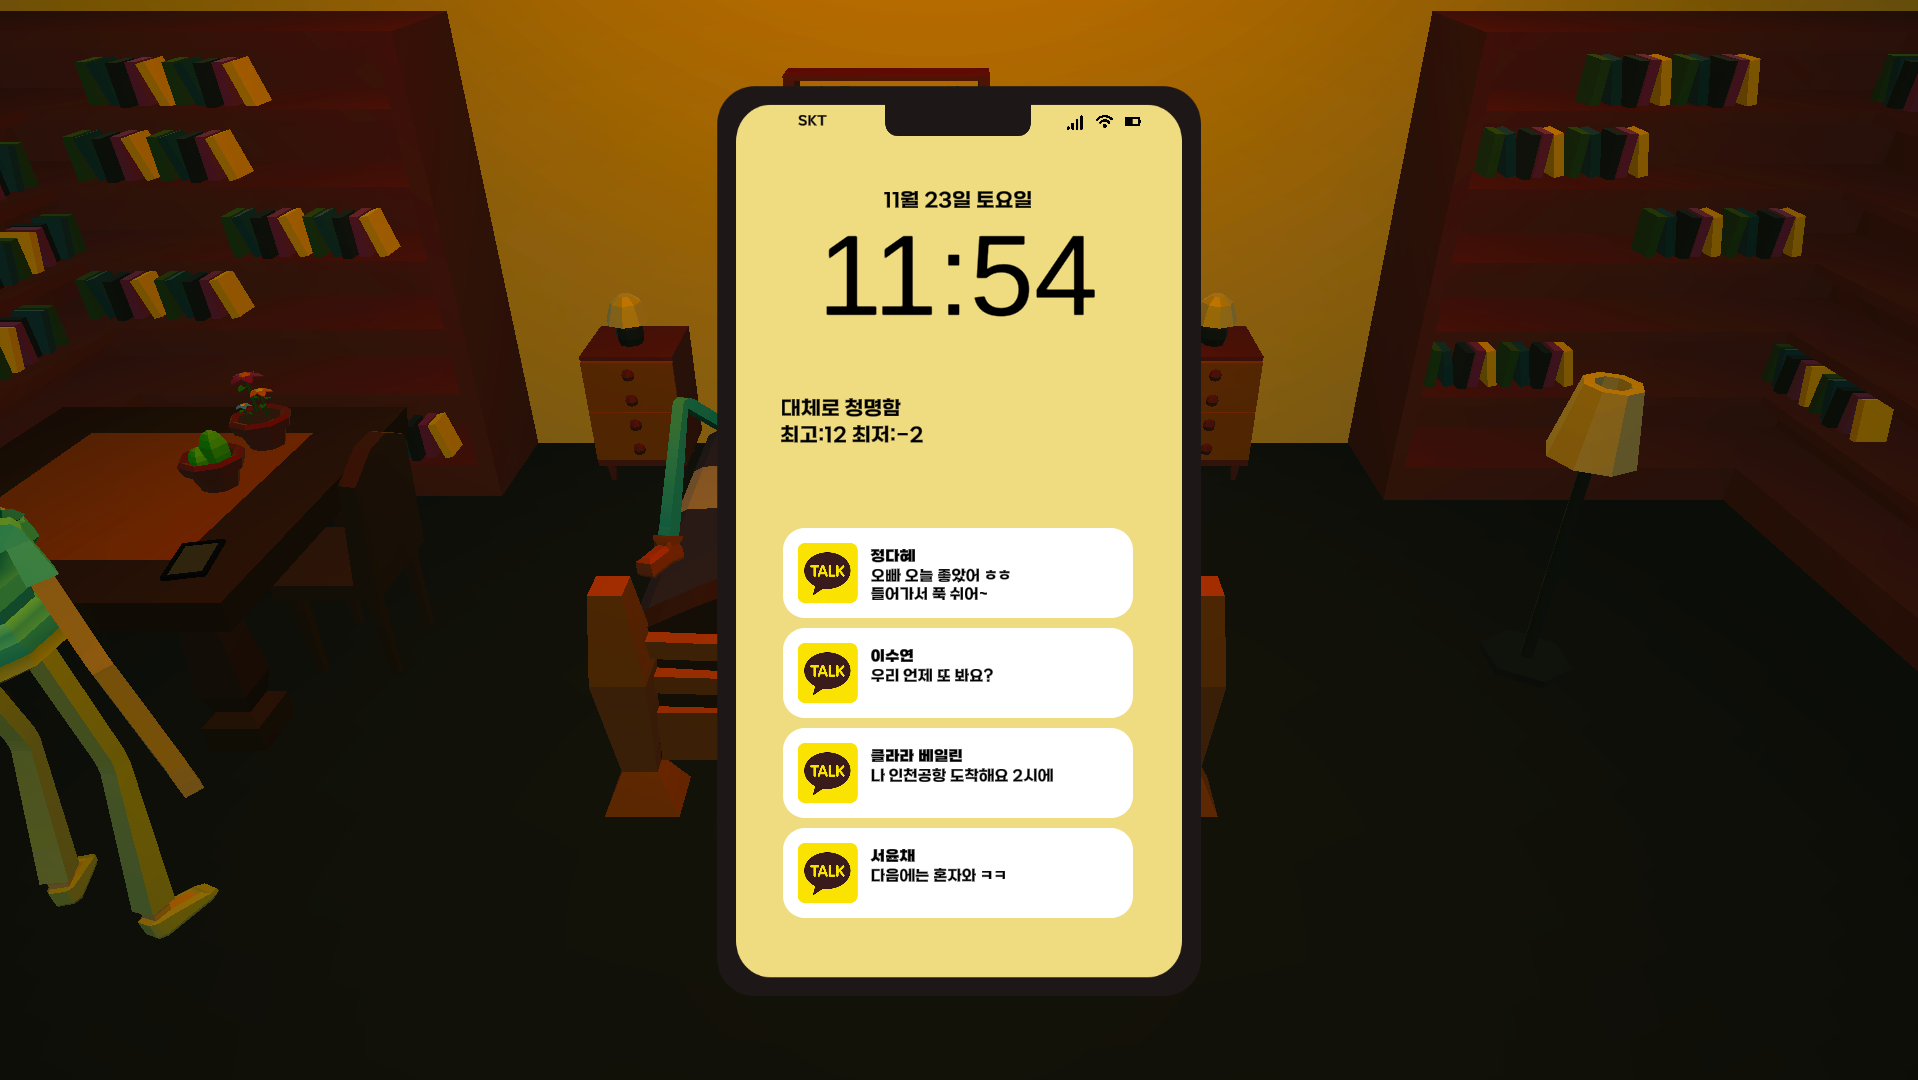 SKT
11월 23일 토요일
11:54
대체로 청명함
최고:12 최저:-2
TALK
정다혜
오빠 오늘 좋았어 ㅎㅎ
들어가서 푹 쉬어~
TALK
이수연
우리 언제 또 봐요?
TALK
클라라 베일린
나 인천공항 도착해요 2시에
TALK
서윤채
다음에는 혼자와 ㅋㅋ